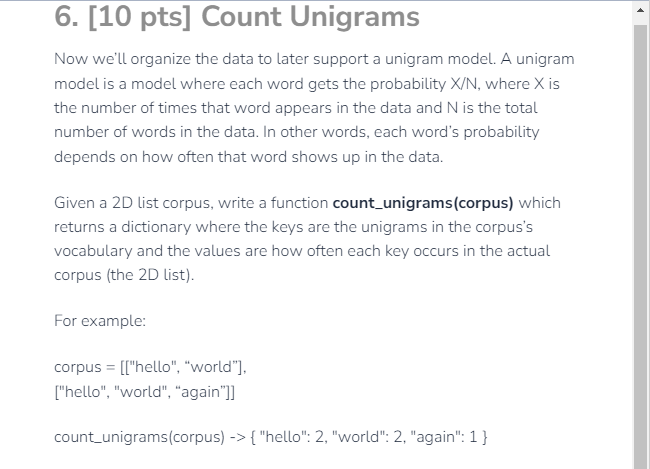 6. [10 pts] Count Unigrams
Now we’ll organize the data to later support a unigram model. A unigram
model is a model where each word gets the probability X/N, where X is
the number of times that word appears in the data and N is the total
number of words in the data. In other words, each word’s probability
depends on how often that word shows up in the data.
Given a 2D list corpus, write a function count_unigrams(corpus) which
returns a dictionary where the keys are the unigrams in the corpus’s
vocabulary and the values are how often each key occurs in the actual
corpus (the 2D list).
For example:
corpus = [["hello", “world”],
["hello", "world", “again”]]
count_unigrams(corpus) -> { "hello": 2, "world": 2, "again": 1 }